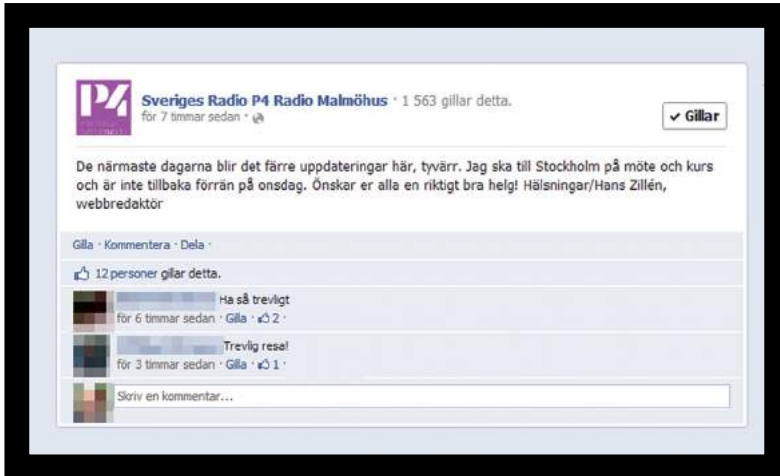 P4
Sveriges Radio P4 Radio Malmöhus · 1 563 gillar detta.
för 7 timmar sedan ·
✔ Gillar
De närmaste dagarna blir det färre uppdateringar här, tyvärr. Jag ska till Stockholm på möte och kurs
och är inte tillbaka förrän på onsdag. Önskar er alla en riktigt bra helg! Hälsningar/Hans Zillén,
webbredaktör
Gilla · Kommentera · Dela ·
12 personer gillar detta.
Ha så trevligt
för 6 timmar sedan · Gilla · 2 ·
Trevlig resa!
för 3 timmar sedan · Gilla · 1 ·
Skriv en kommentar...